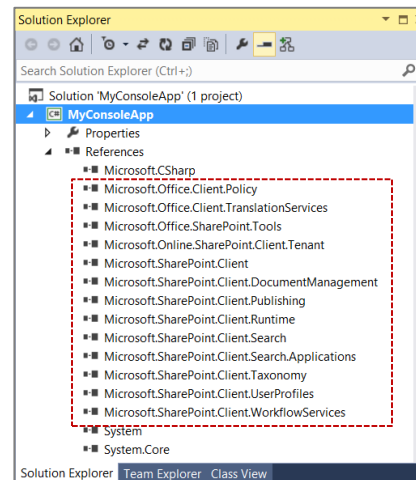 Solution Explorer
Search Solution Explorer (Ctrl+;)
Solution 'MyConsoleApp' (1 project)
C# MyConsoleApp
Properties
References
Microsoft.CSharp
Microsoft.Office.Client.Policy
Microsoft.Office.Client.TranslationServices
Microsoft.Office.SharePoint.Tools
Microsoft.Online.SharePoint.Client.Tenant
Microsoft.SharePoint.Client
Microsoft.SharePoint.Client.DocumentManagement
Microsoft.SharePoint.Client.Publishing
Microsoft.SharePoint.Client.Runtime
Microsoft.SharePoint.Client.Search
Microsoft.SharePoint.Client.Search.Applications
Microsoft.SharePoint.Client.Taxonomy
Microsoft.SharePoint.Client.UserProfiles
Microsoft.SharePoint.Client.WorkflowServices
System
System.Core
Solution Explorer Team Explorer Class View